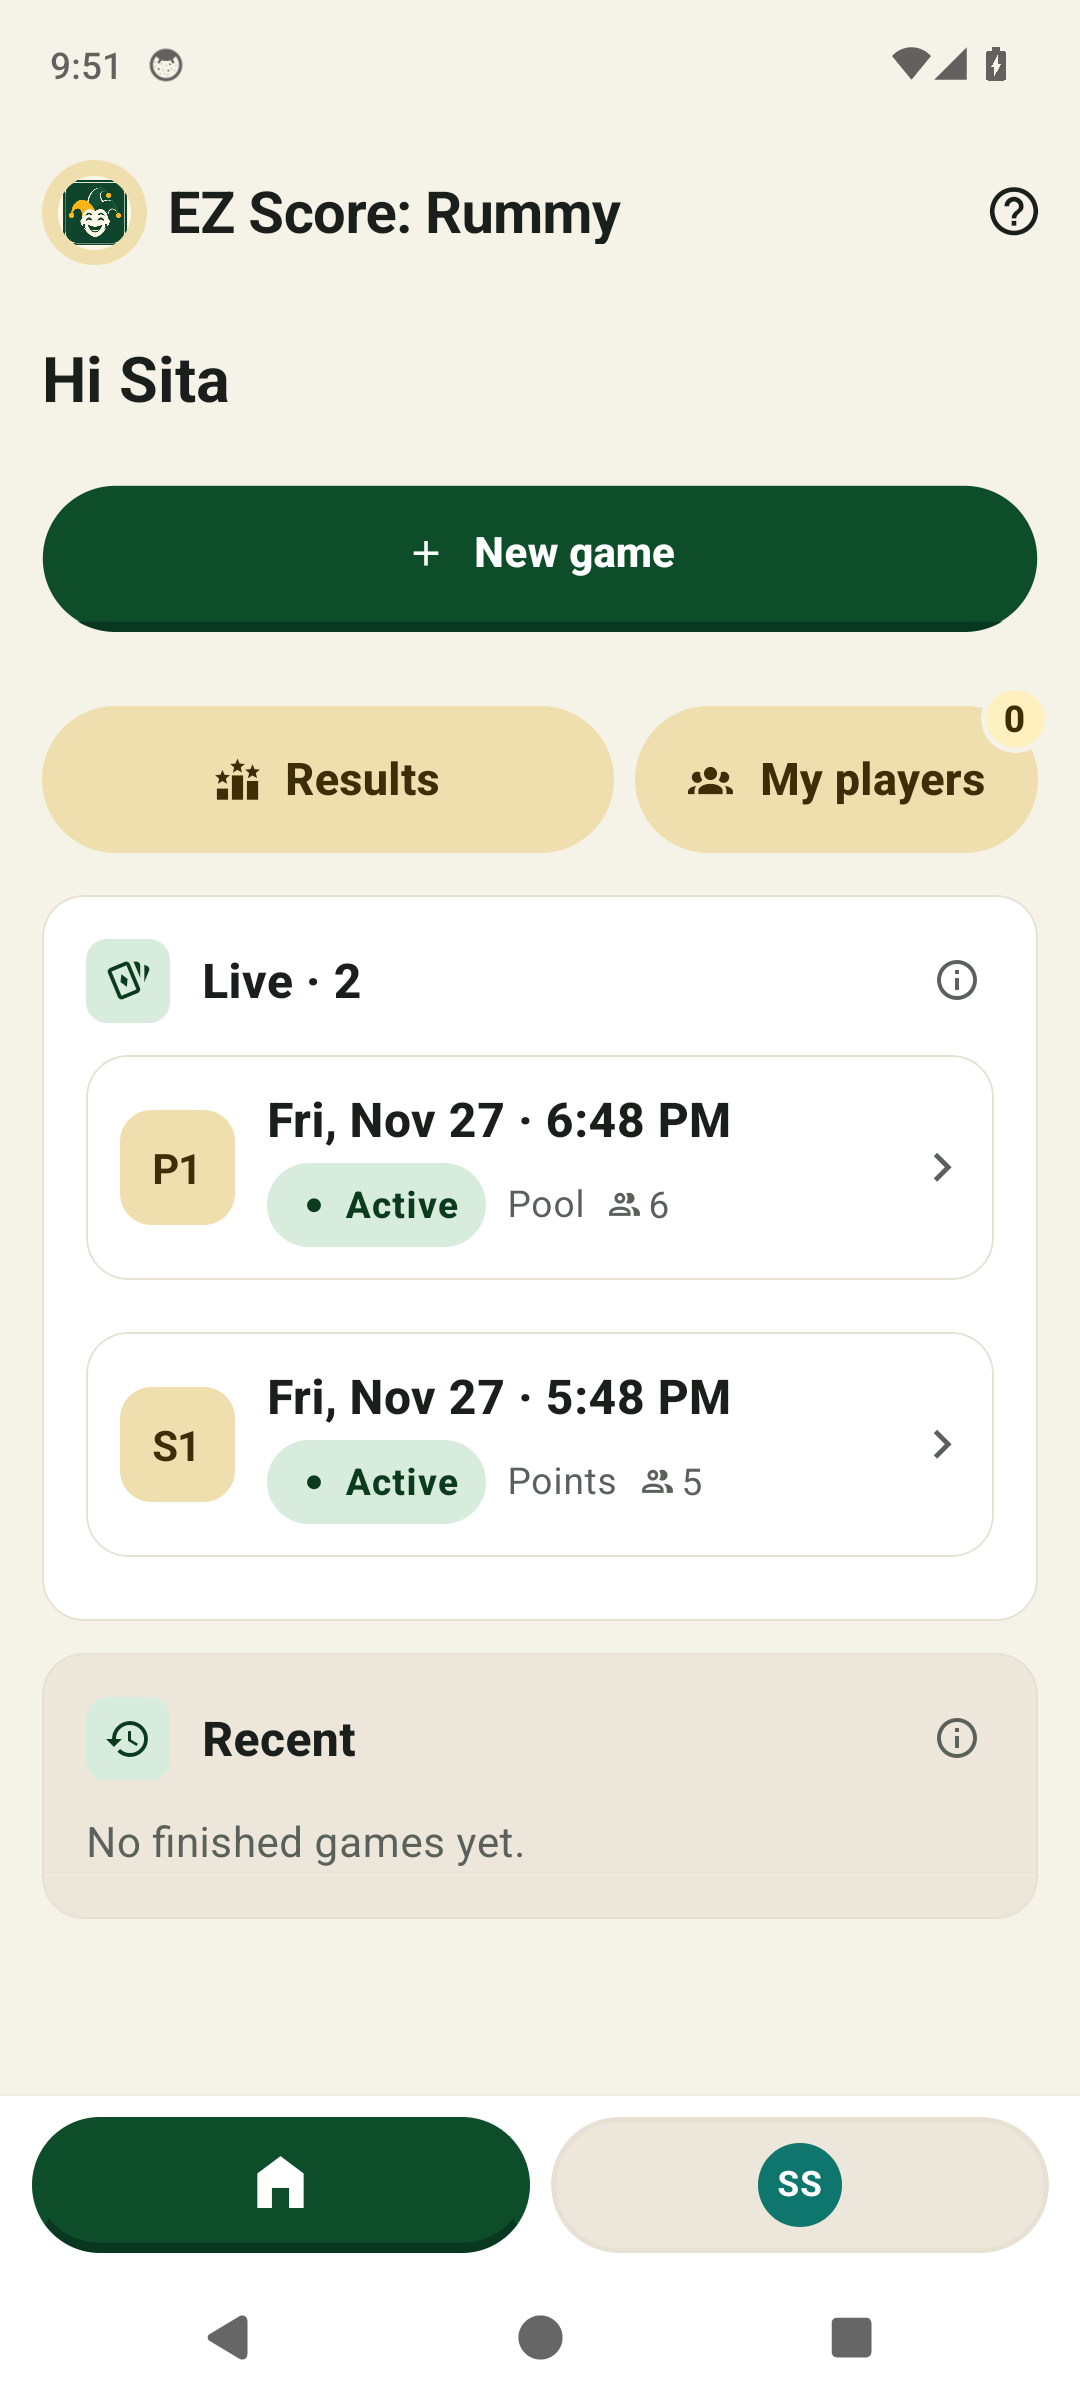 9:51
EZ Score: Rummy
Hi Sita
+ New game
Results
My players
0
Live · 2
P1
Fri, Nov 27 · 6:48 PM
• Active Pool 6
S1
Fri, Nov 27 · 5:48 PM
• Active Points 5
Recent
No finished games yet.
SS